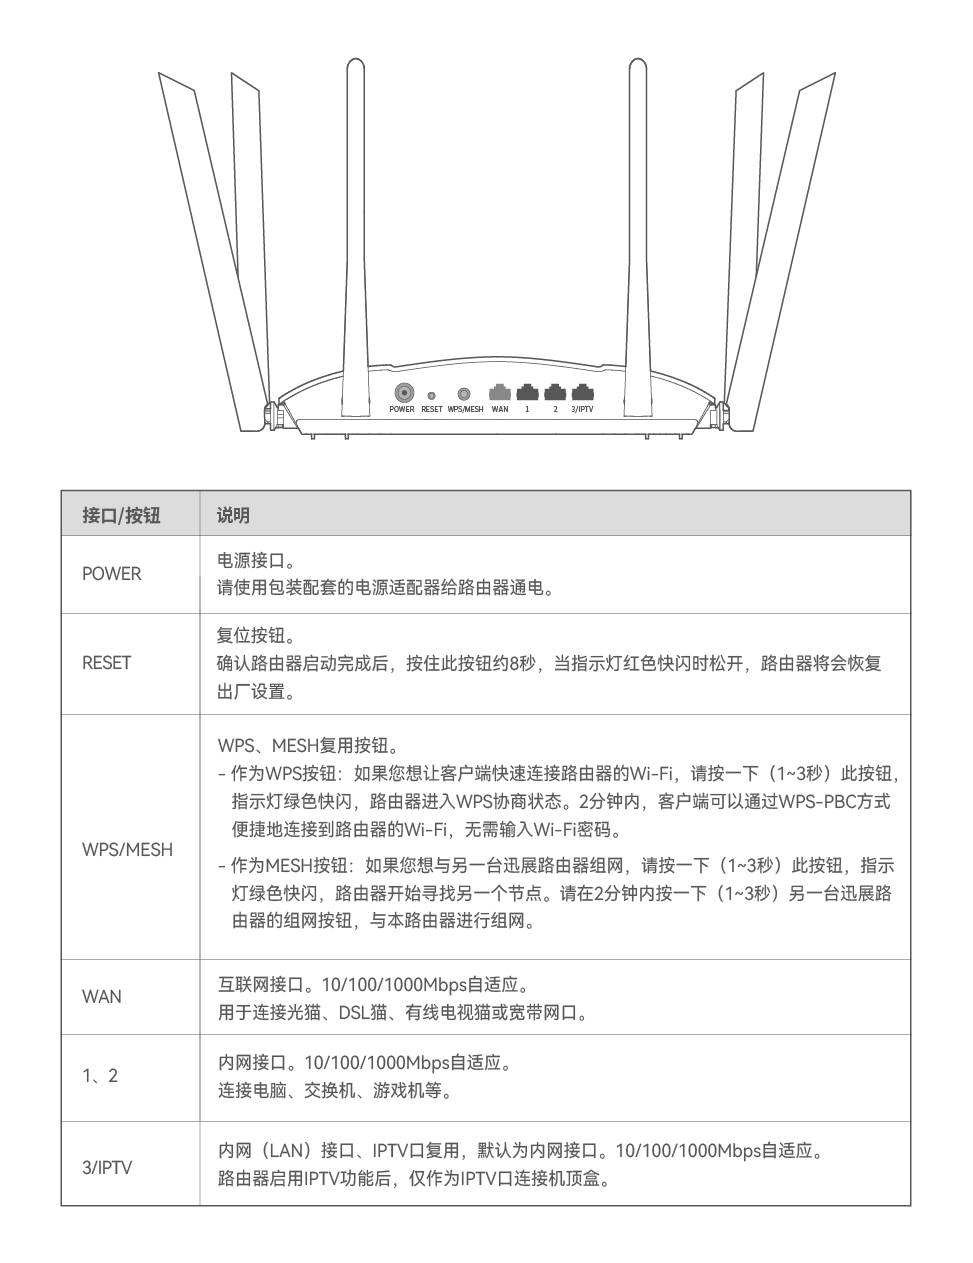 POWER RESET WPS/MESH WAN 1 2 3/IPTV
接口/按钮 说明
POWER
电源接口。
请使用包装配套的电源适配器给路由器通电。
RESET
复位按钮。
确认路由器启动完成后，按住此按钮约8秒，当指示灯红色快闪时松开，路由器将会恢复
出厂设置。
WPS/MESH
WPS、MESH复用按钮。
- 作为WPS按钮：如果您想让客户端快速连接路由器的Wi-Fi，请按一下（1~3秒）此按钮，
指示灯绿色快闪，路由器进入WPS协商状态。2分钟内，客户端可以通过WPS-PBC方式
便捷地连接到路由器的Wi-Fi，无需输入Wi-Fi密码。
- 作为MESH按钮：如果您想与另一台迅展路由器组网，请按一下（1~3秒）此按钮，指示
灯绿色快闪，路由器开始寻找另一个节点。请在2分钟内按一下（1~3秒）另一台迅展路
由器的组网按钮，与本路由器进行组网。
WAN
互联网接口。10/100/1000Mbps自适应。
用于连接光猫、DSL猫、有线电视猫或宽带网口。
1、2
内网接口。10/100/1000Mbps自适应。
连接电脑、交换机、游戏机等。
3/IPTV
内网（LAN）接口、IPTV口复用，默认为内网接口。10/100/1000Mbps自适应。
路由器启用IPTV功能后，仅作为IPTV口连接机顶盒。